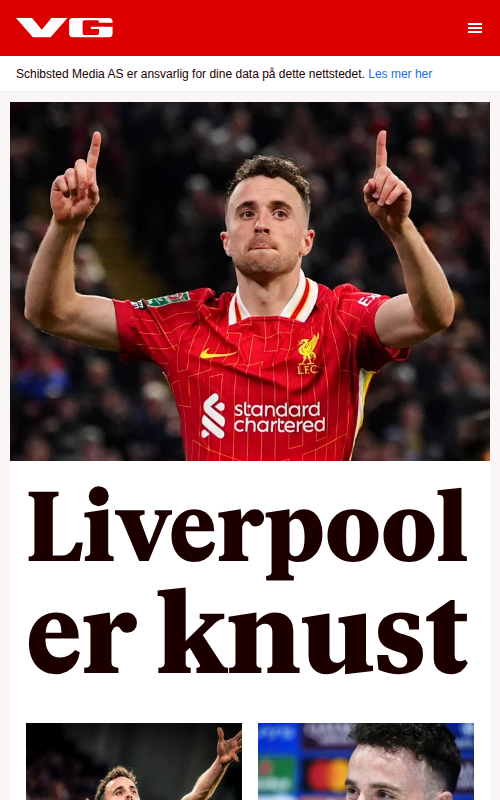 VG
Schibsted Media AS er ansvarlig for dine data på dette nettstedet. Les mer her
L.F.C.
standard
chartered
Liverpool
er knust